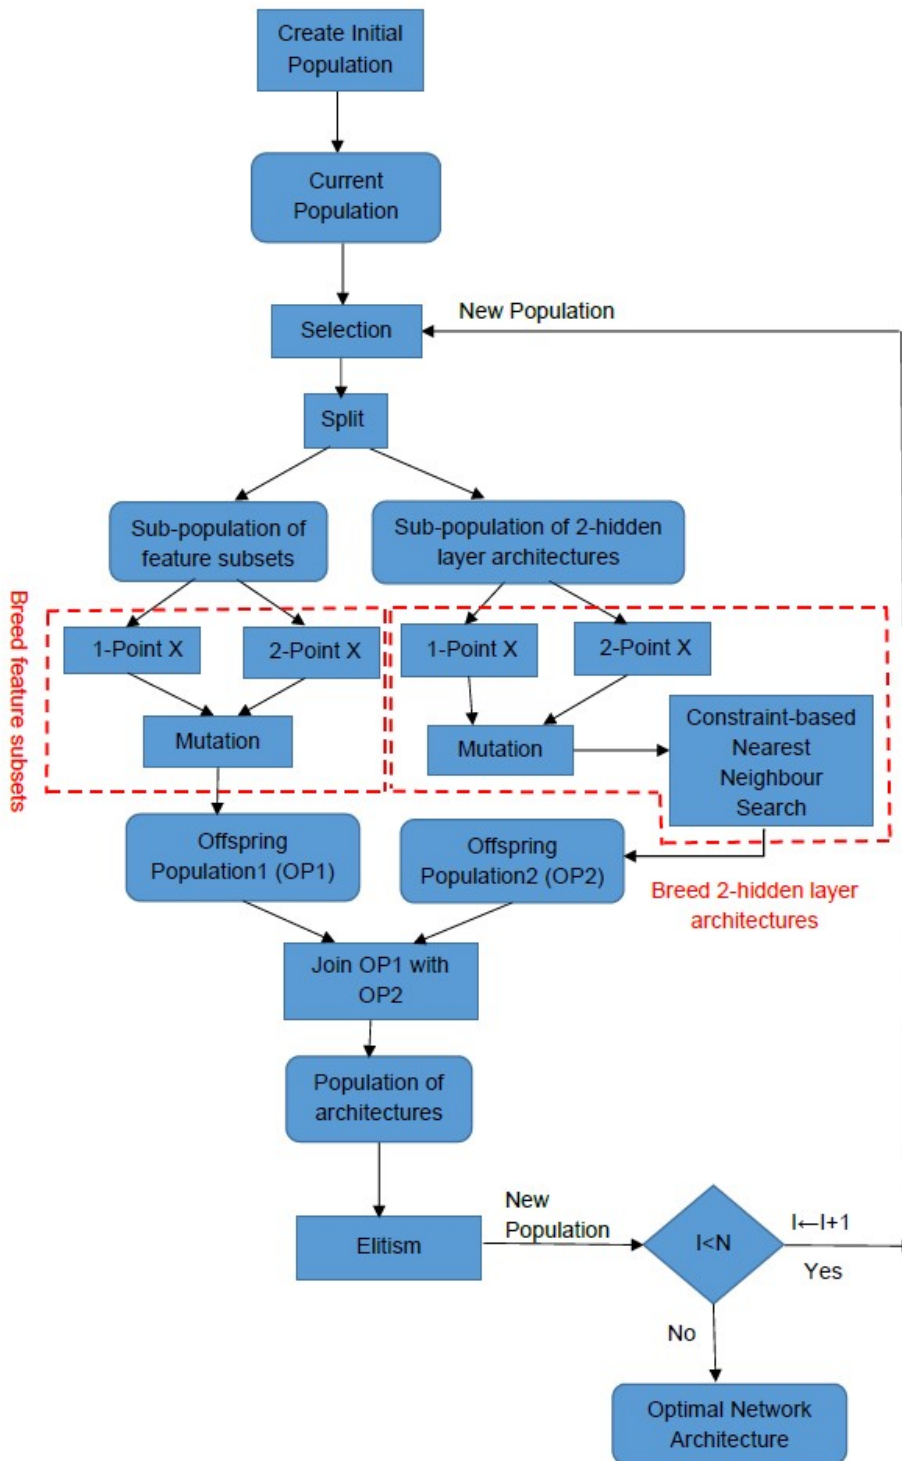 Create Initial
Population
Current
Population
New Population
Selection
Split
Sub-population of
feature subsets
Sub-population of 2-hidden
layer architectures
Breed feature subsets
1-Point X
2-Point X
1-Point X
2-Point X
Mutation
Mutation
Constraint-based
Nearest
Neighbour
Search
Offspring
Population1 (OP1)
Offspring
Population2 (OP2)
Breed 2-hidden layer
architectures
Join OP1 with
OP2
Population of
architectures
Elitism
New
Population
I<N
I←I+1
Yes
No
Optimal Network
Architecture